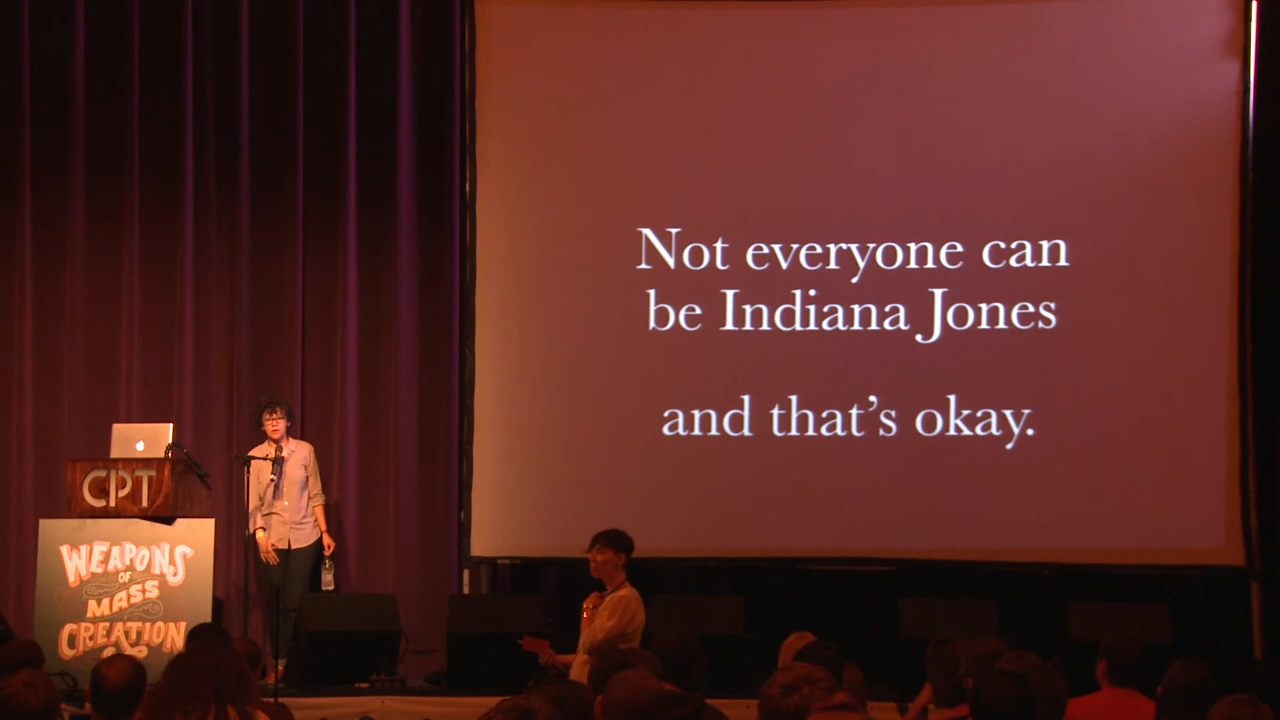 Not everyone can
be Indiana Jones
and that's okay.
CPT
WEAPONS
OF
MASS
CREATION